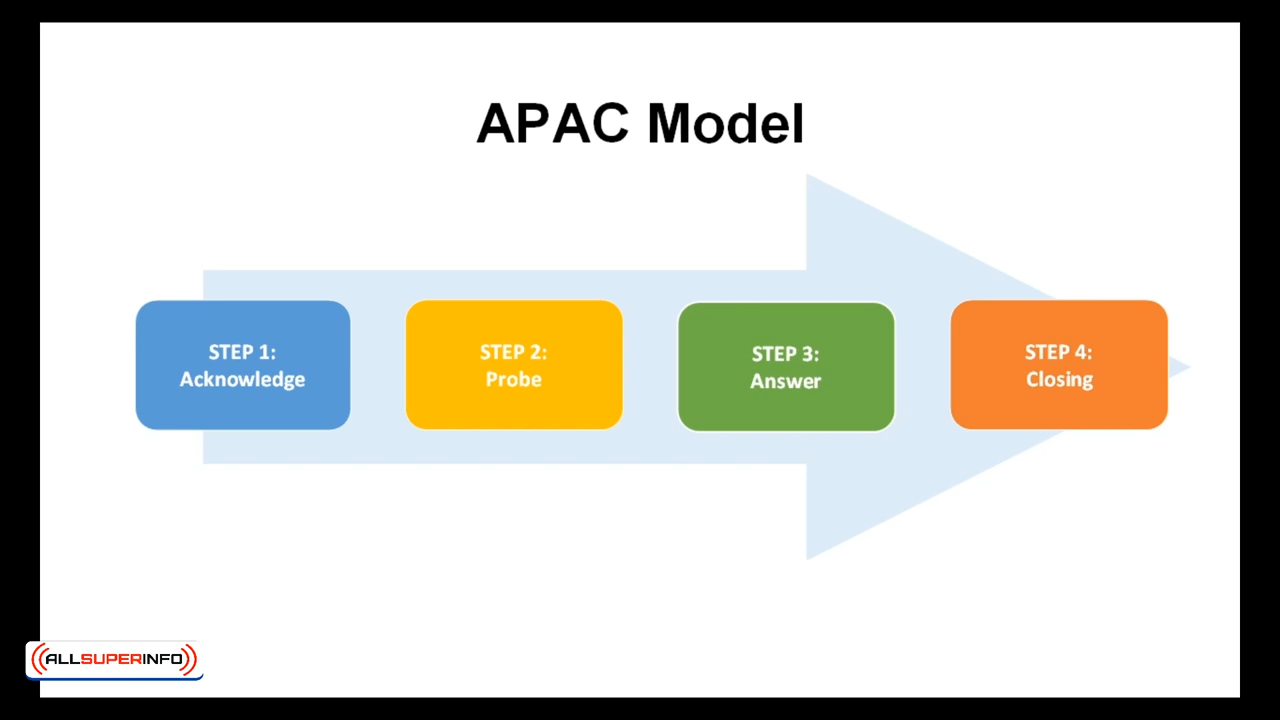 APAC Model
STEP 1:
Acknowledge
STEP 2:
Probe
STEP 3:
Answer
STEP 4:
Closing
ALLSUPERINFO